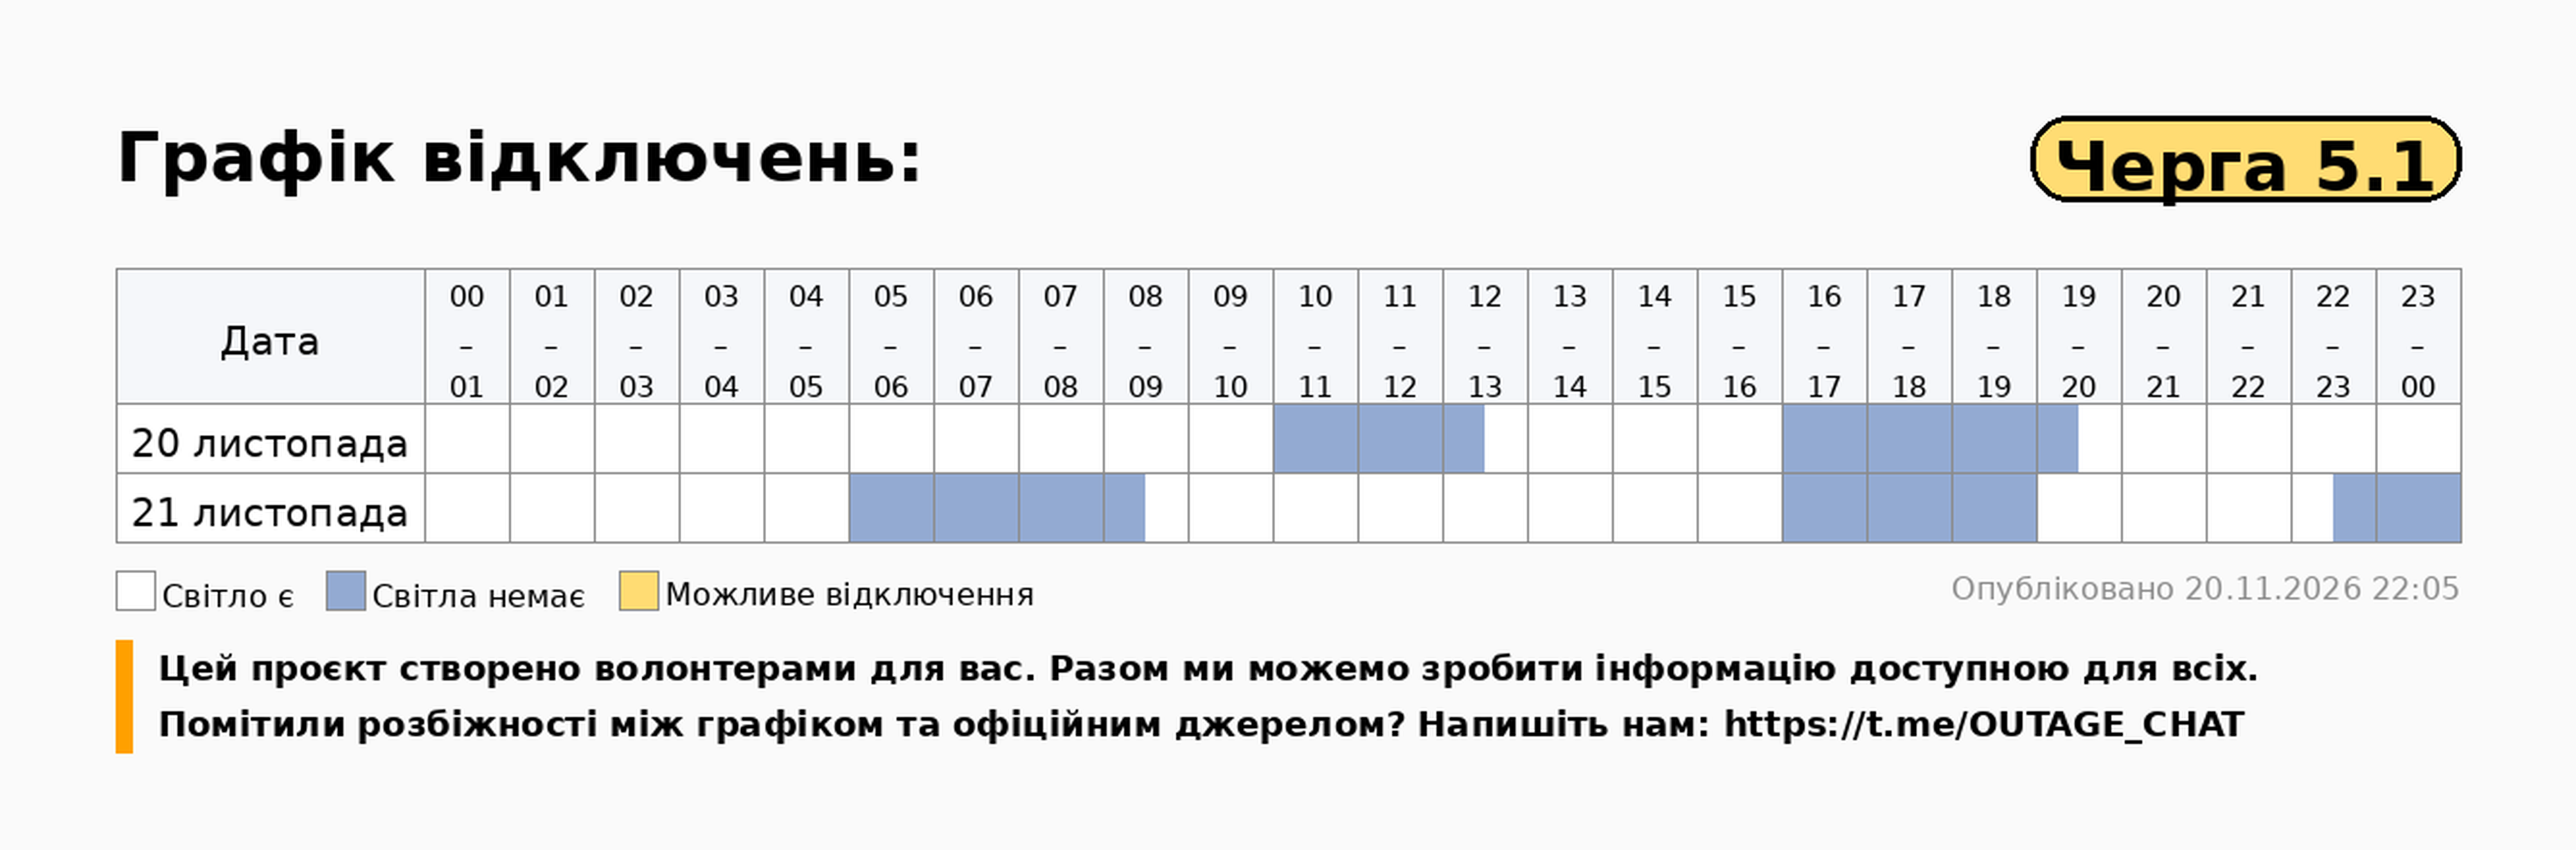 Графік відключень:
Черга 5.1
Дата 00 – 01 01 – 02 02 – 03 03 – 04 04 – 05 05 – 06 06 – 07 07 – 08 08 – 09 09 – 10 10 – 11 11 – 12 12 – 13 13 – 14 14 – 15 15 – 16 16 – 17 17 – 18 18 – 19 19 – 20 20 – 21 21 – 22 22 – 23 23 – 00
20 листопада
21 листопада
Світло є Світла немає Можливе відключення
Опубліковано 20.11.2026 22:05
Цей проєкт створено волонтерами для вас. Разом ми можемо зробити інформацію доступною для всіх.
Помітили розбіжності між графіком та офіційним джерелом? Напишіть нам: https://t.me/OUTAGE_CHAT